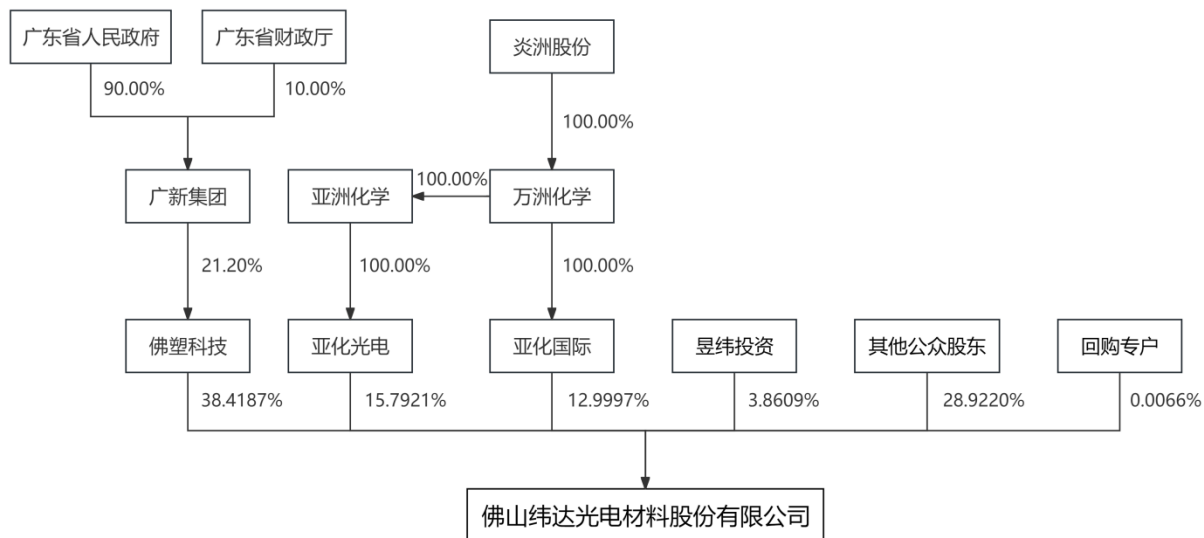 广东省人民政府
广东省财政厅
炎洲股份
90.00%
10.00%
100.00%
广新集团
亚洲化学
100.00%
万洲化学
21.20%
100.00%
100.00%
佛塑科技
亚化光电
亚化国际
昱纬投资
其他公众股东
回购专户
38.4187%
15.7921%
12.9997%
3.8609%
28.9220%
0.0066%
佛山纬达光电材料股份有限公司